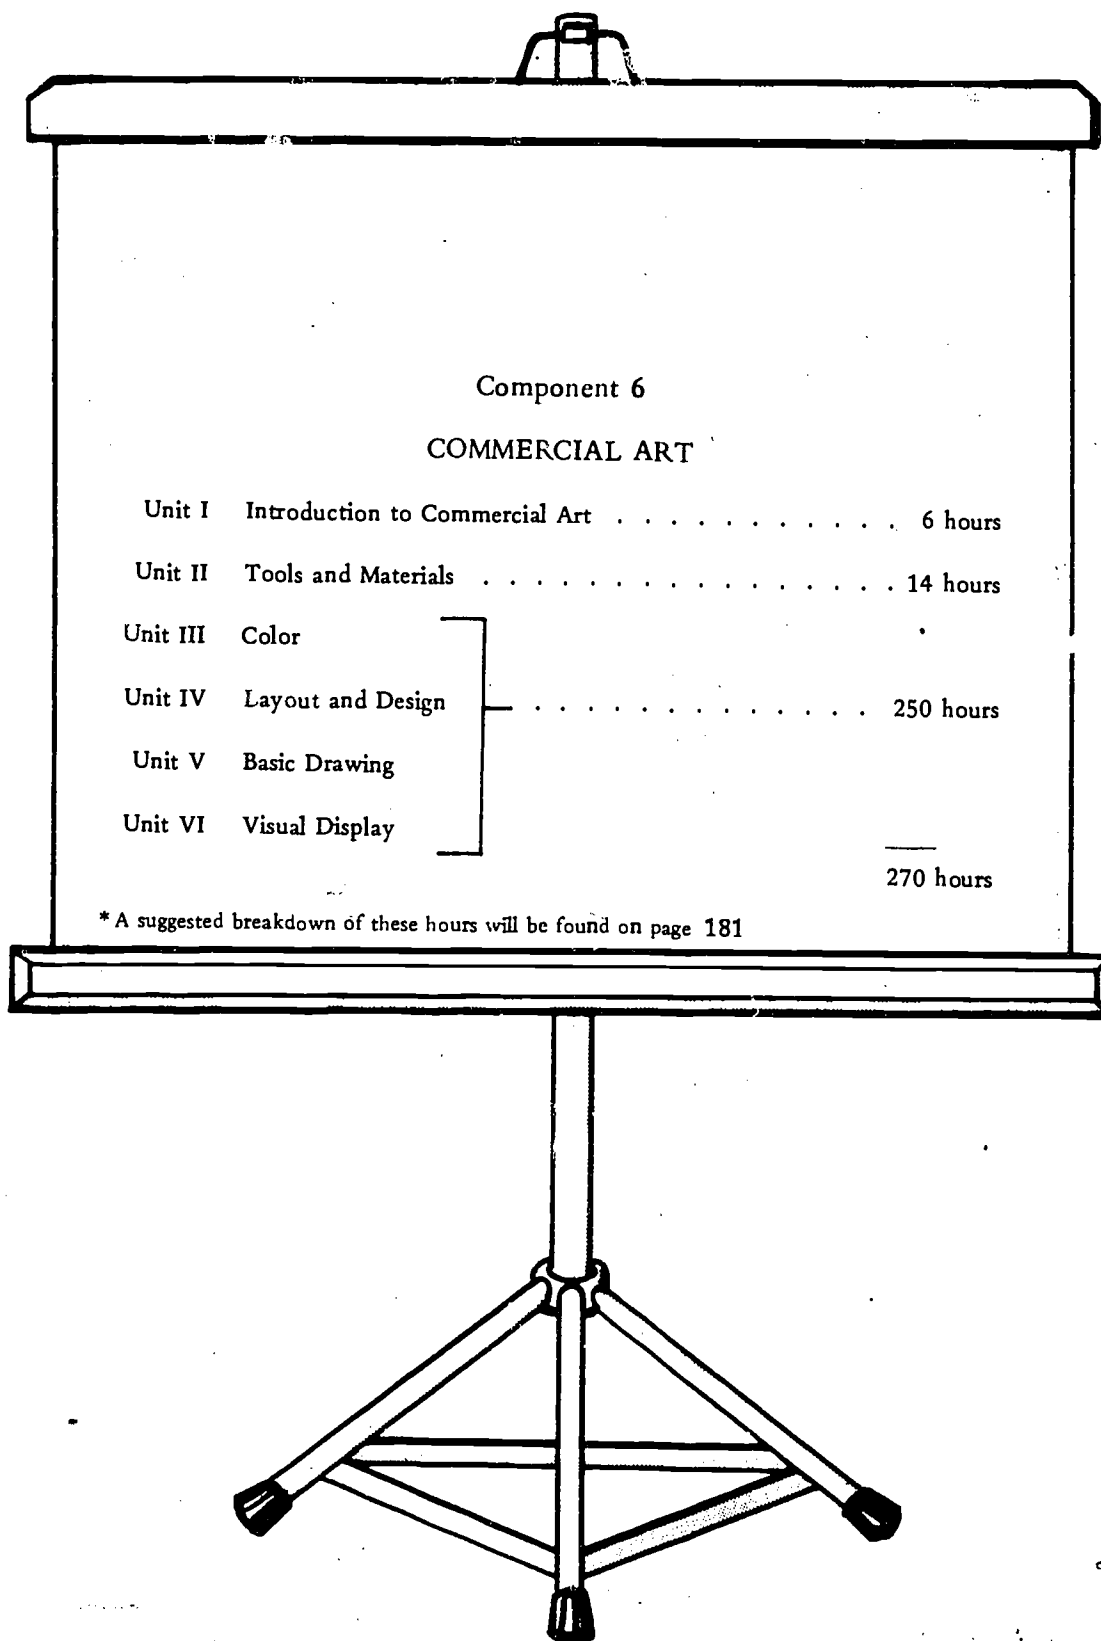 Component 6
COMMERCIAL ART
Unit I Introduction to Commercial Art . . . . . . . . . . . 6 hours
Unit II Tools and Materials . . . . . . . . . . . . . . . . 14 hours
Unit III Color
Unit IV Layout and Design . . . . . . . . . . . . . 250 hours
Unit V Basic Drawing
Unit VI Visual Display
270 hours
* A suggested breakdown of these hours will be found on page 181